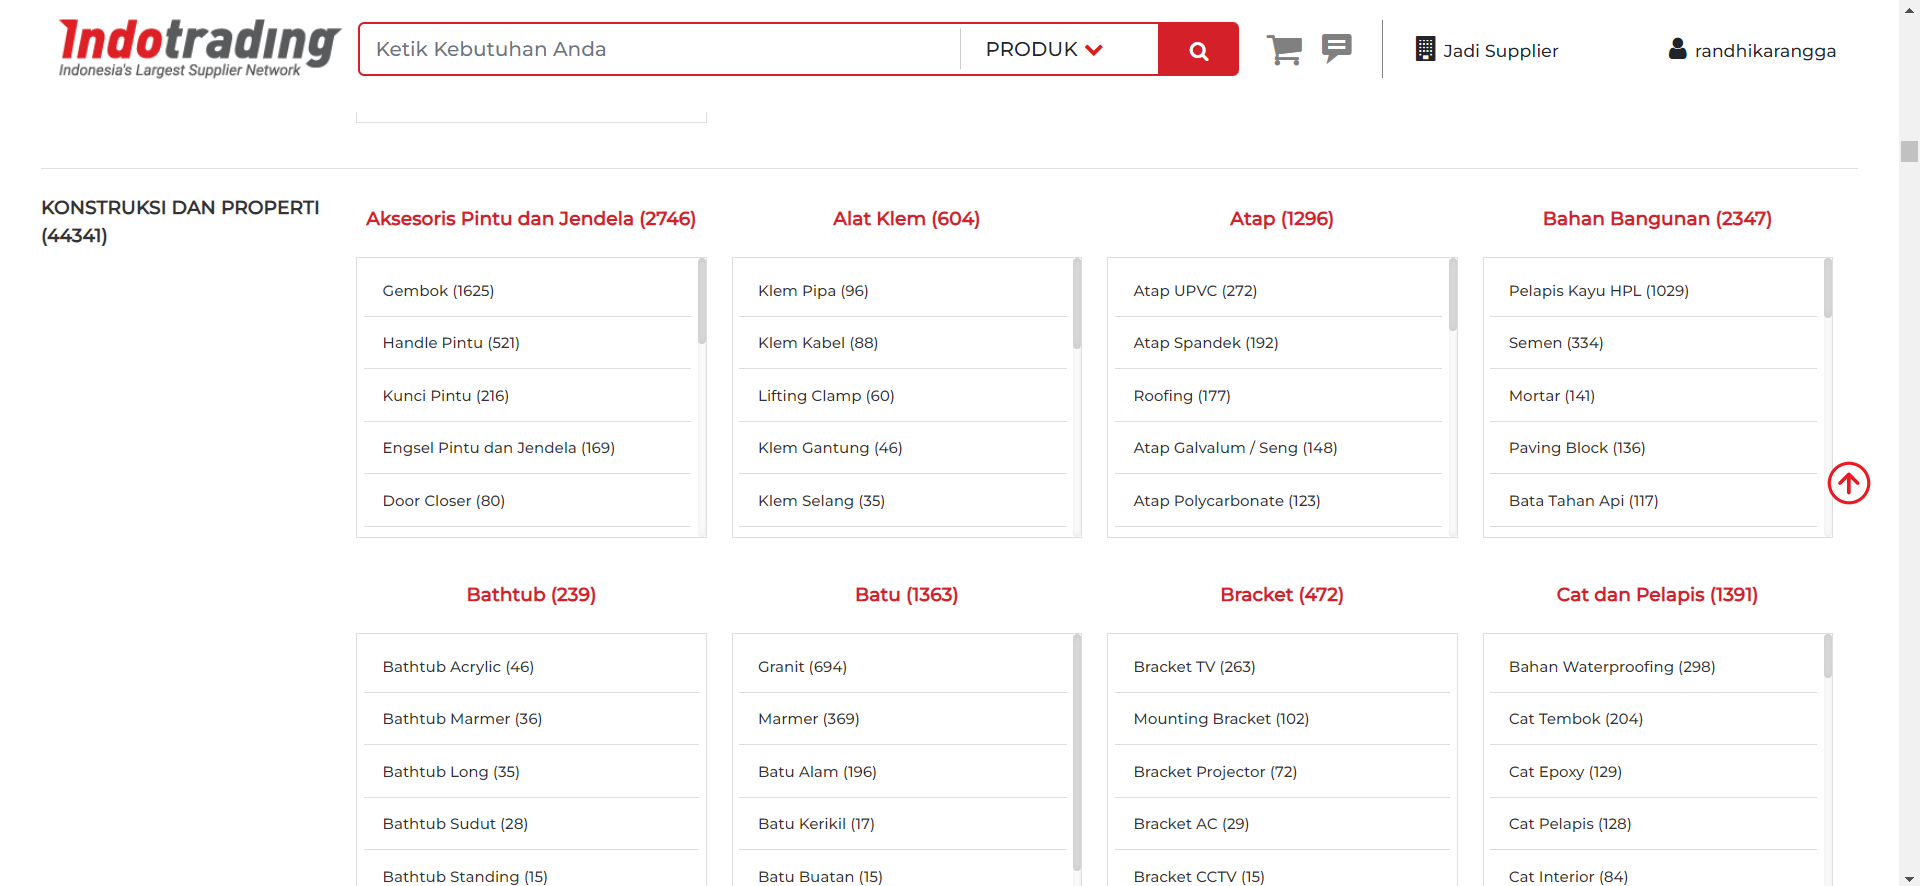 Indotrading
Indonesia's Largest Supplier Network
Ketik Kebutuhan Anda
PRODUK
Jadi Supplier
randhikarangga
KONSTRUKSI DAN PROPERTI
(44341)
Aksesoris Pintu dan Jendela (2746)
Gembok (1625)
Handle Pintu (521)
Kunci Pintu (216)
Engsel Pintu dan Jendela (169)
Door Closer (80)
Alat Klem (604)
Klem Pipa (96)
Klem Kabel (88)
Lifting Clamp (60)
Klem Gantung (46)
Klem Selang (35)
Atap (1296)
Atap UPVC (272)
Atap Spandek (192)
Roofing (177)
Atap Galvalum / Seng (148)
Atap Polycarbonate (123)
Bahan Bangunan (2347)
Pelapis Kayu HPL (1029)
Semen (334)
Mortar (141)
Paving Block (136)
Bata Tahan Api (117)
Bathtub (239)
Bathtub Acrylic (46)
Bathtub Marmer (36)
Bathtub Long (35)
Bathtub Sudut (28)
Bathtub Standing (15)
Batu (1363)
Granit (694)
Marmer (369)
Batu Alam (196)
Batu Kerikil (17)
Batu Buatan (15)
Bracket (472)
Bracket TV (263)
Mounting Bracket (102)
Bracket Projector (72)
Bracket AC (29)
Bracket CCTV (15)
Cat dan Pelapis (1391)
Bahan Waterproofing (298)
Cat Tembok (204)
Cat Epoxy (129)
Cat Pelapis (128)
Cat Interior (84)